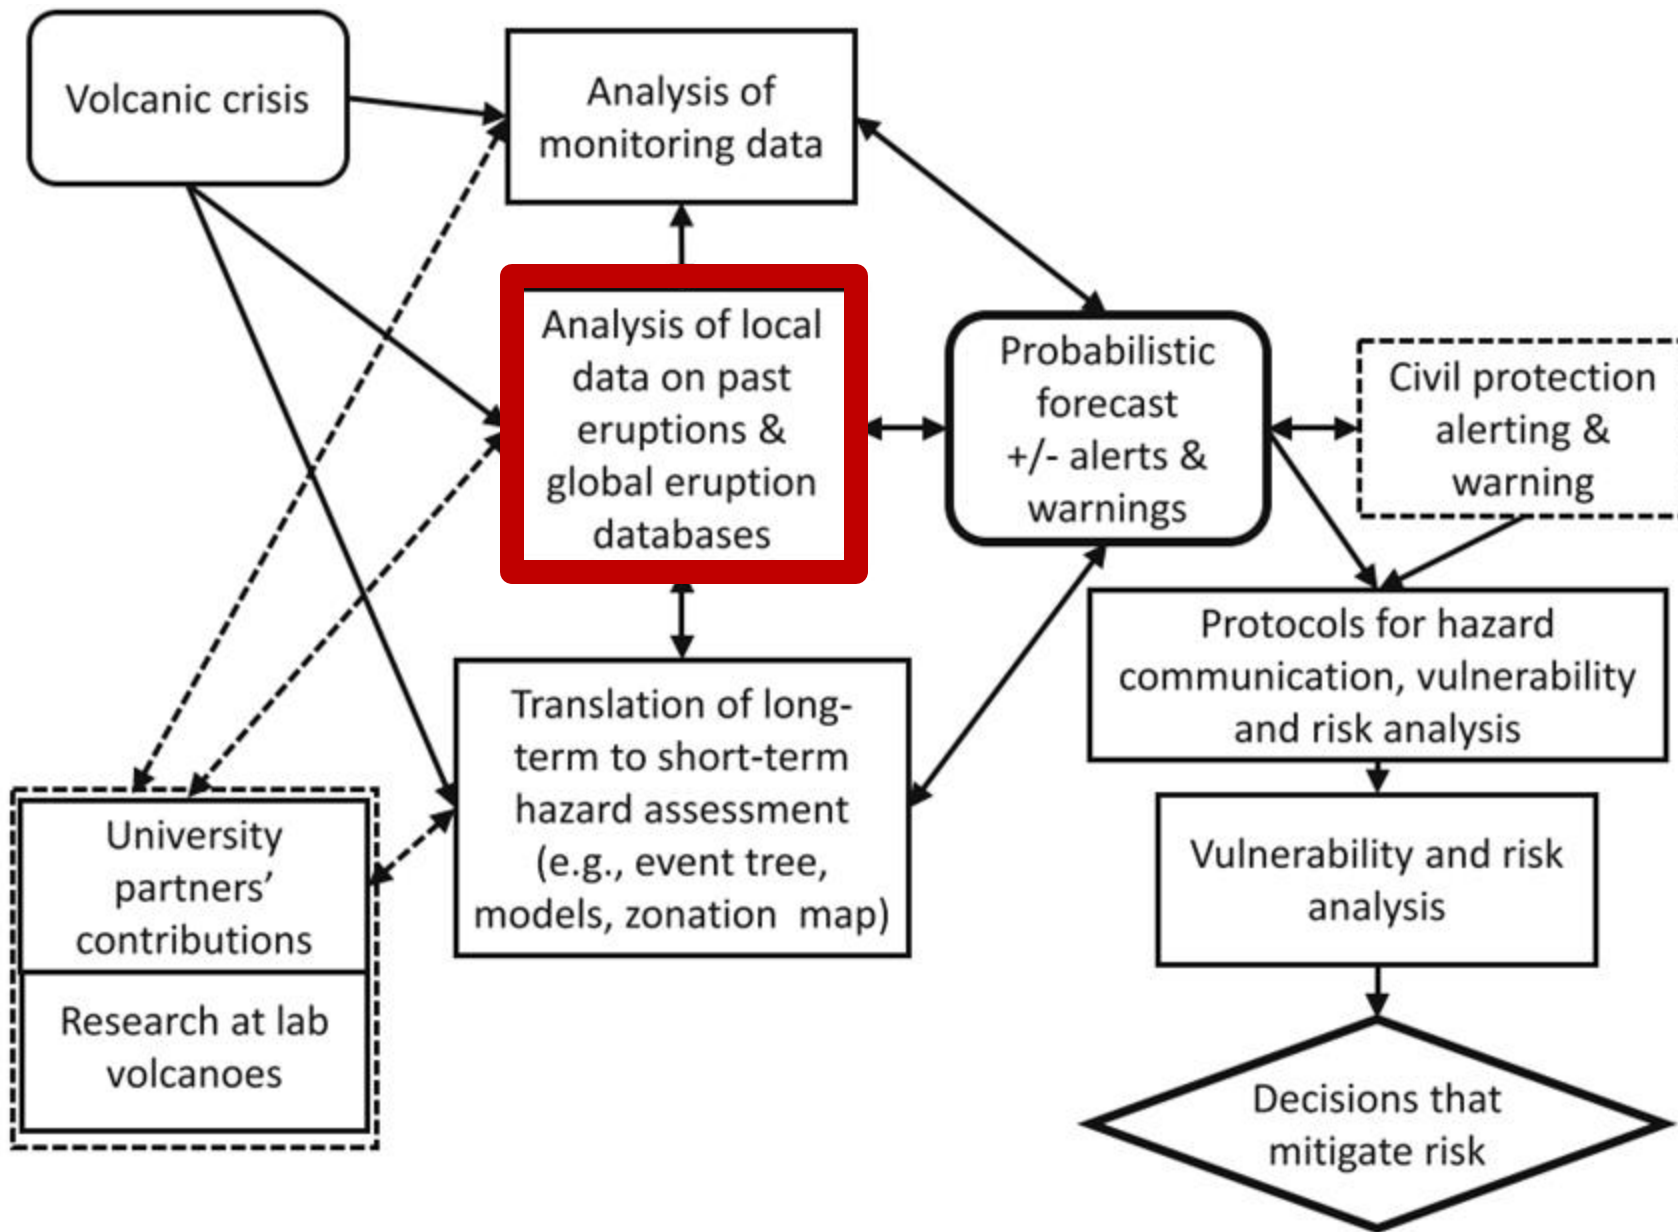 Volcanic crisis
Analysis of
monitoring data
Analysis of local
data on past
eruptions &
global eruption
databases
Probabilistic
forecast
+/- alerts &
warnings
Civil protection
alerting &
warning
Protocols for hazard
communication, vulnerability
and risk analysis
Translation of long-
term to short-term
hazard assessment
(e.g., event tree,
models, zonation map)
University
partners’
contributions
Research at lab
volcanoes
Vulnerability and risk
analysis
Decisions that
mitigate risk